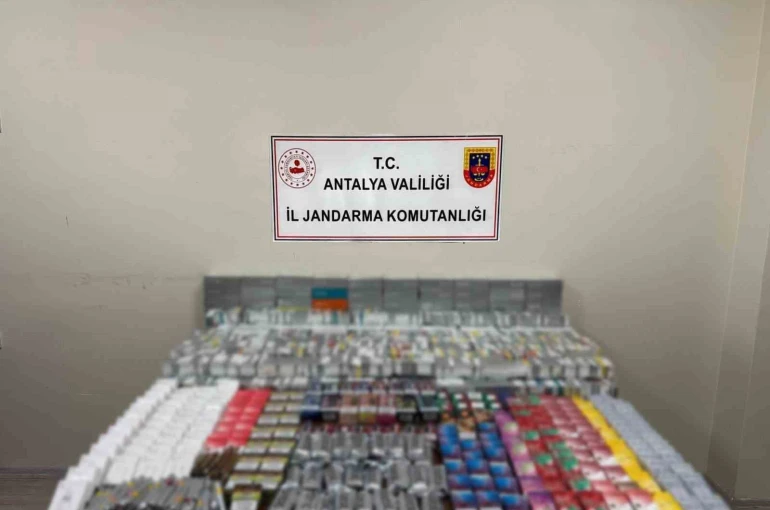 T.C.
ANTALYA VALİLİĞİ
İL JANDARMA KOMUTANLIĞI